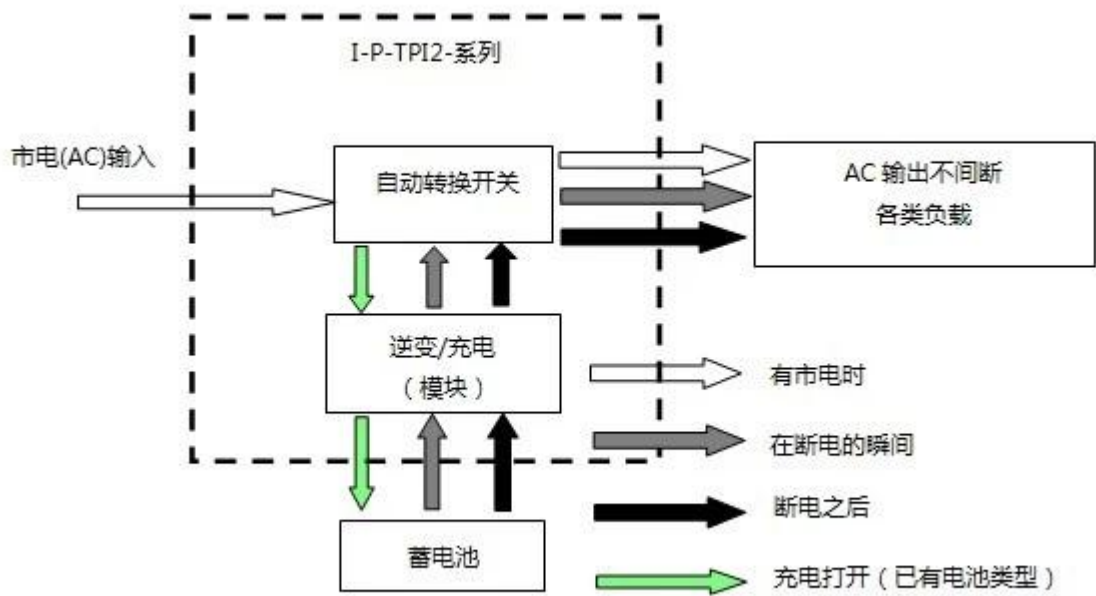 I-P-TPI2-系列
市电(AC)输入
自动转换开关
AC 输出不间断
各类负载
逆变/充电
（模块）
有市电时
在断电的瞬间
断电之后
蓄电池
充电打开（已有电池类型）